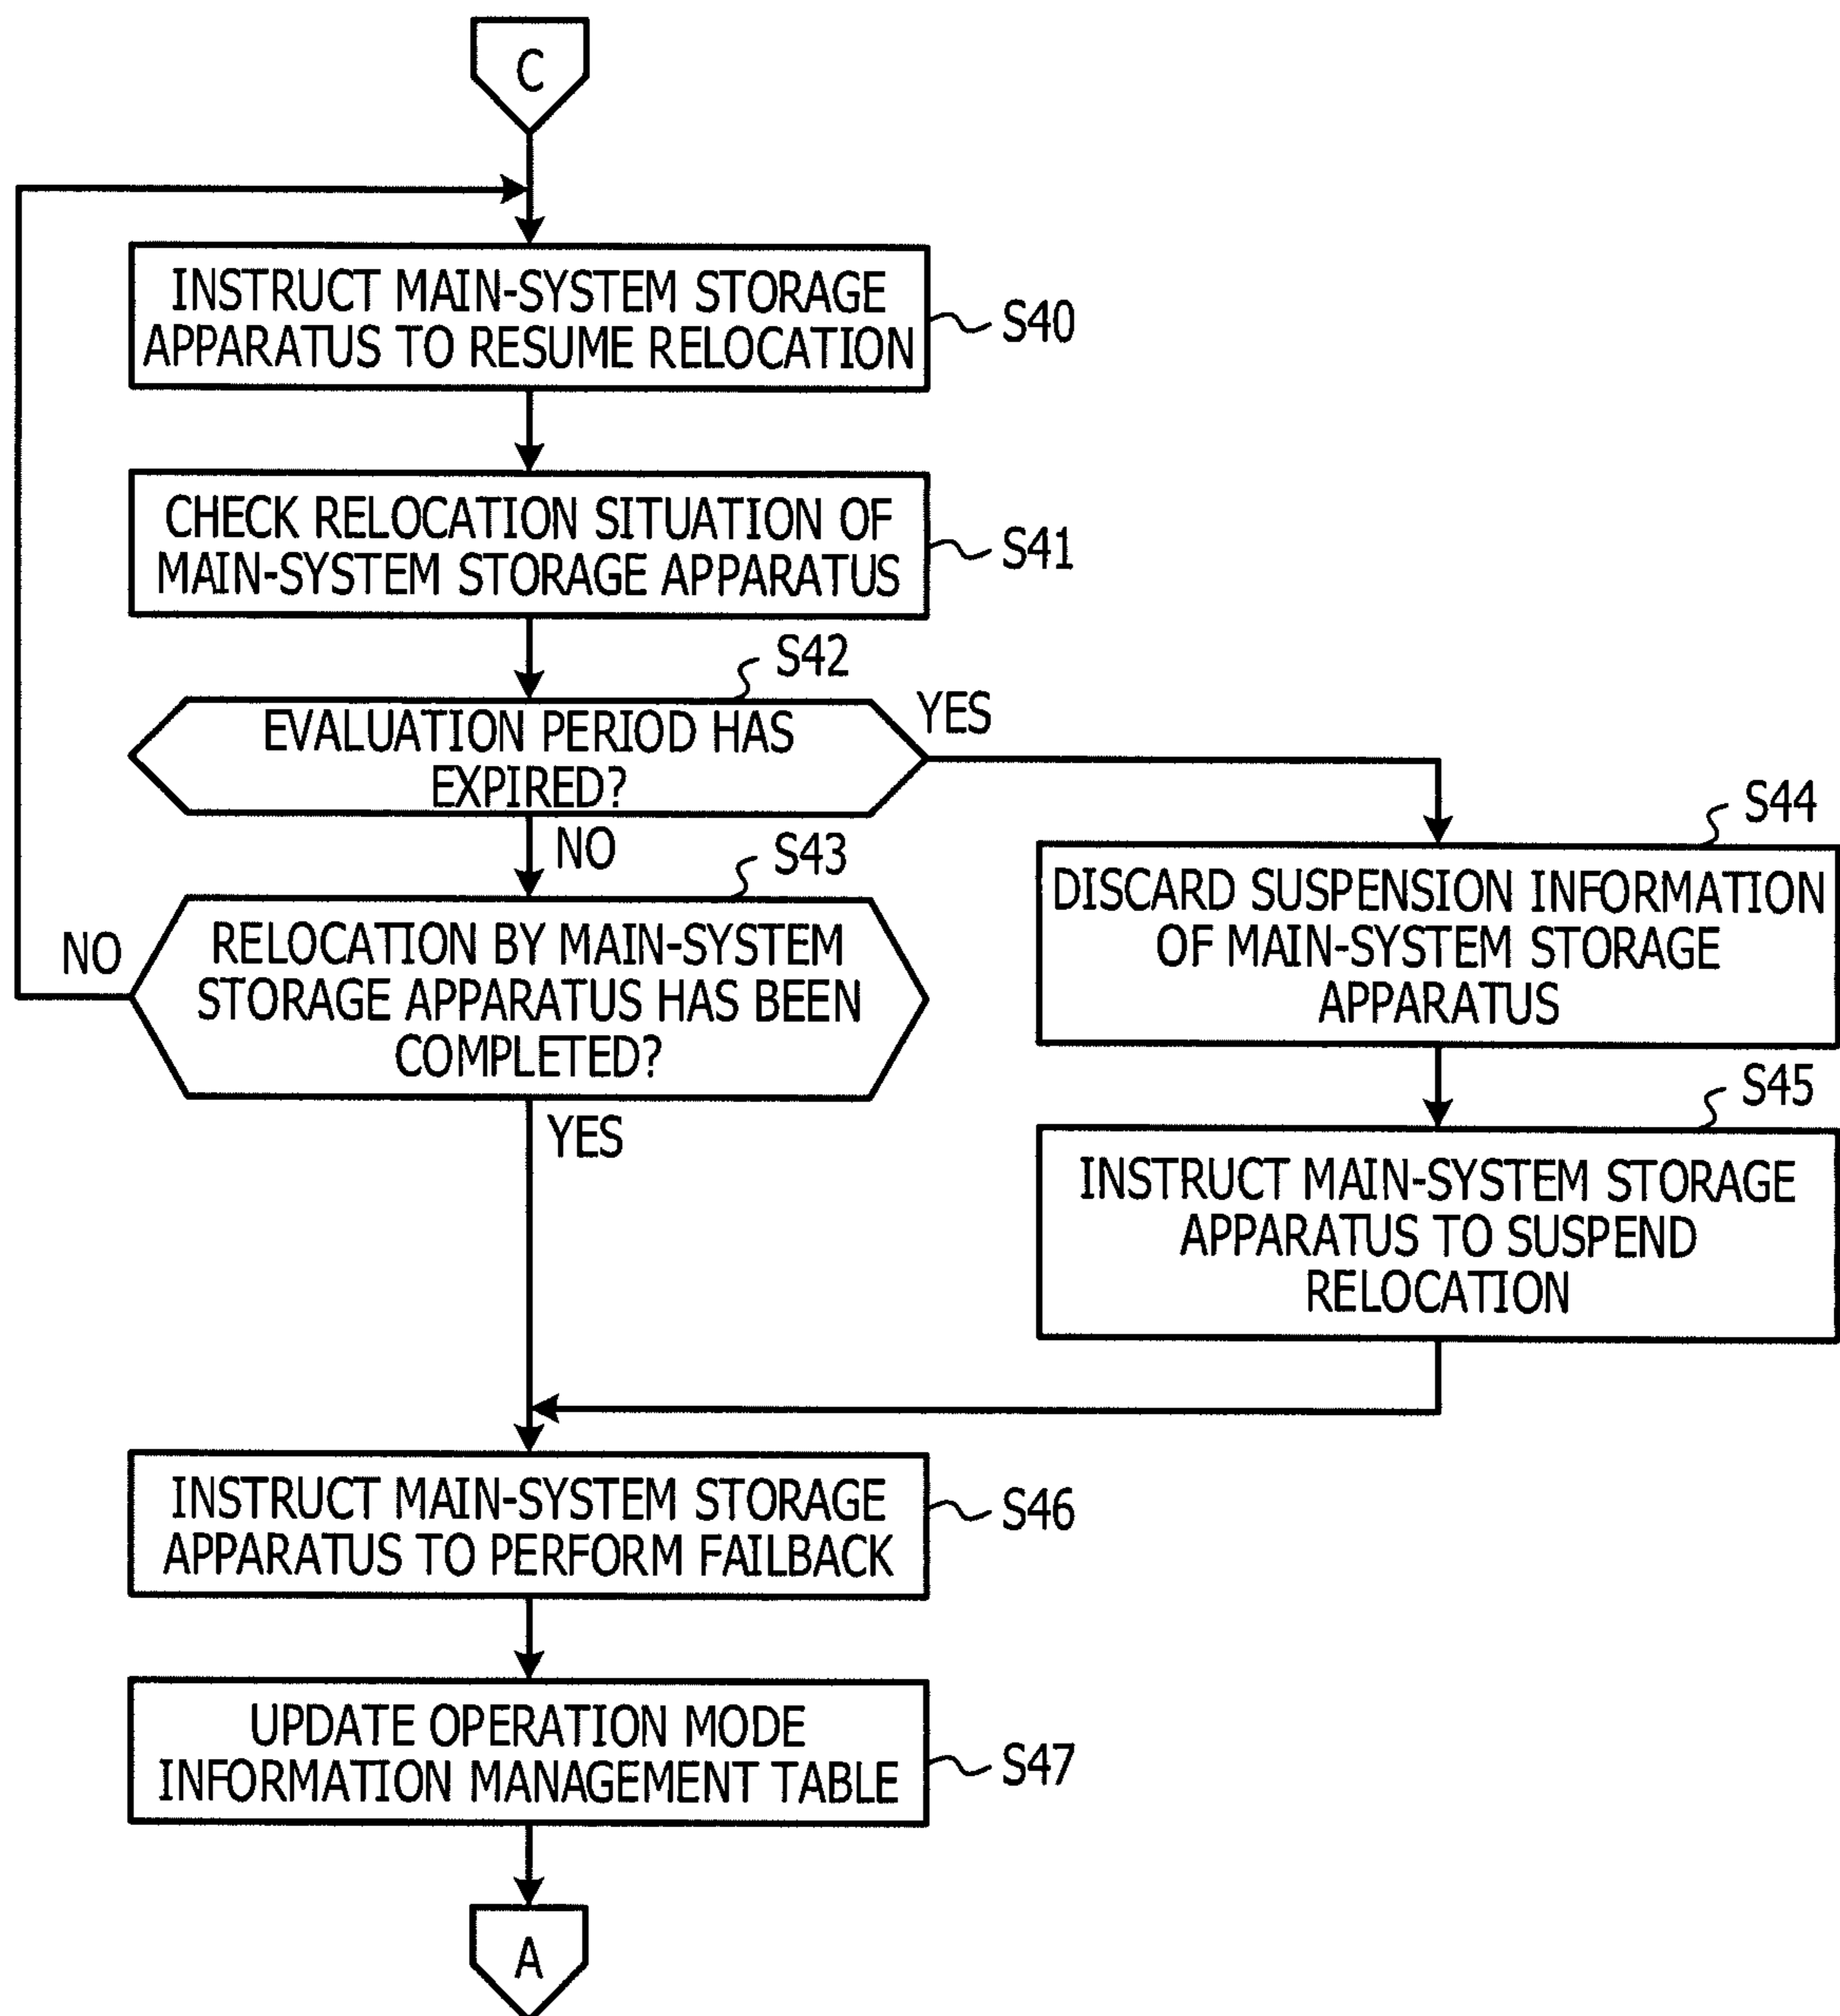 C
INSTRUCT MAIN-SYSTEM STORAGE
APPARATUS TO RESUME RELOCATION
S40
CHECK RELOCATION SITUATION OF
MAIN-SYSTEM STORAGE APPARATUS
S41
S42
EVALUATION PERIOD HAS
EXPIRED?
YES
NO
S43
RELOCATION BY MAIN-SYSTEM
STORAGE APPARATUS HAS BEEN
COMPLETED?
NO
YES
S44
DISCARD SUSPENSION INFORMATION
OF MAIN-SYSTEM STORAGE
APPARATUS
S45
INSTRUCT MAIN-SYSTEM STORAGE
APPARATUS TO SUSPEND
RELOCATION
INSTRUCT MAIN-SYSTEM STORAGE
APPARATUS TO PERFORM FAILBACK
S46
UPDATE OPERATION MODE
INFORMATION MANAGEMENT TABLE
S47
A